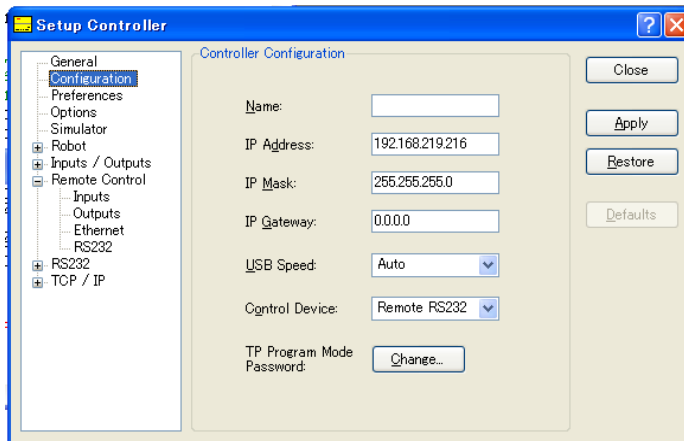 Setup Controller
General
Configuration
Preferences
Options
Simulator
Robot
Inputs / Outputs
Remote Control
Inputs
Outputs
Ethernet
RS232
RS232
TCP / IP
Controller Configuration
Name:
IP Address: 192.168.219.216
IP Mask: 255.255.255.0
IP Gateway: 0.0.0.0
USB Speed: Auto
Control Device: Remote RS232
TP Program Mode
Password: Change...
Close
Apply
Restore
Defaults